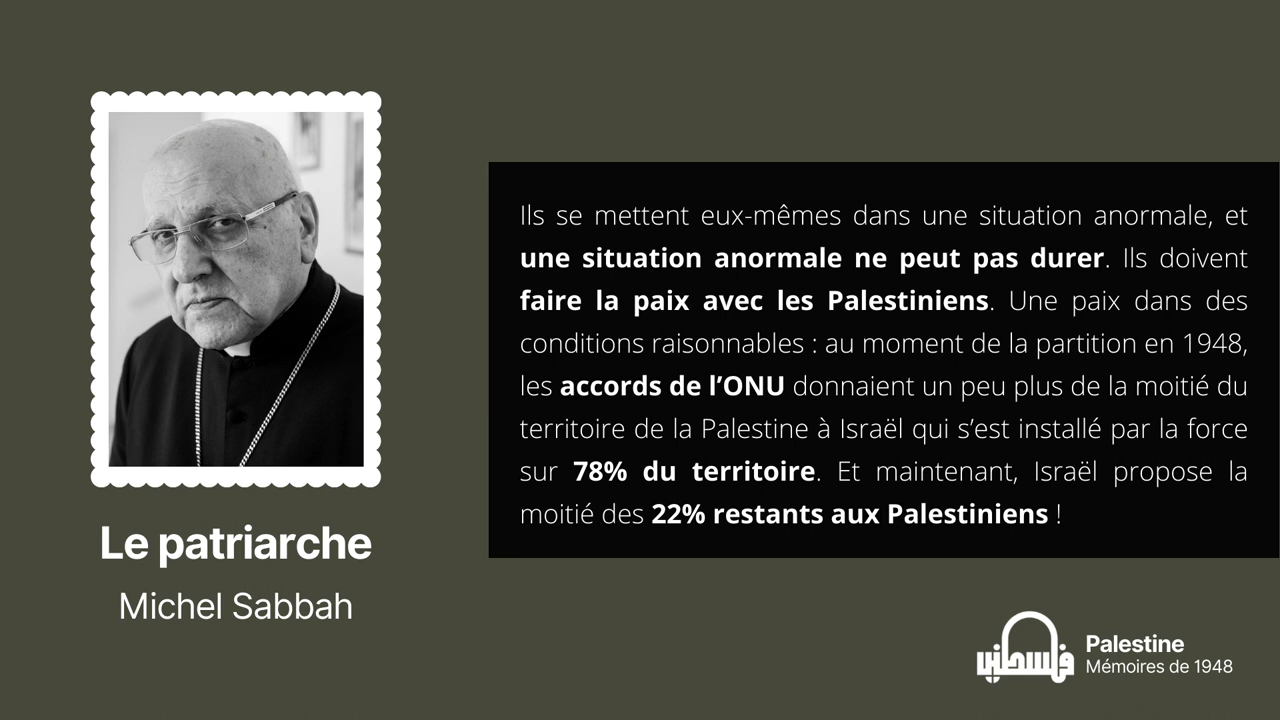 Ils se mettent eux-mêmes dans une situation anormale, et
une situation anormale ne peut pas durer. Ils doivent
faire la paix avec les Palestiniens. Une paix dans des
conditions raisonnables : au moment de la partition en 1948,
les accords de l’ONU donnaient un peu plus de la moitié du
territoire de la Palestine à Israël qui s’est installé par la force
sur 78% du territoire. Et maintenant, Israël propose la
moitié des 22% restants aux Palestiniens !
Le patriarche
Michel Sabbah
فلسطين
Palestine
Mémoires de 1948